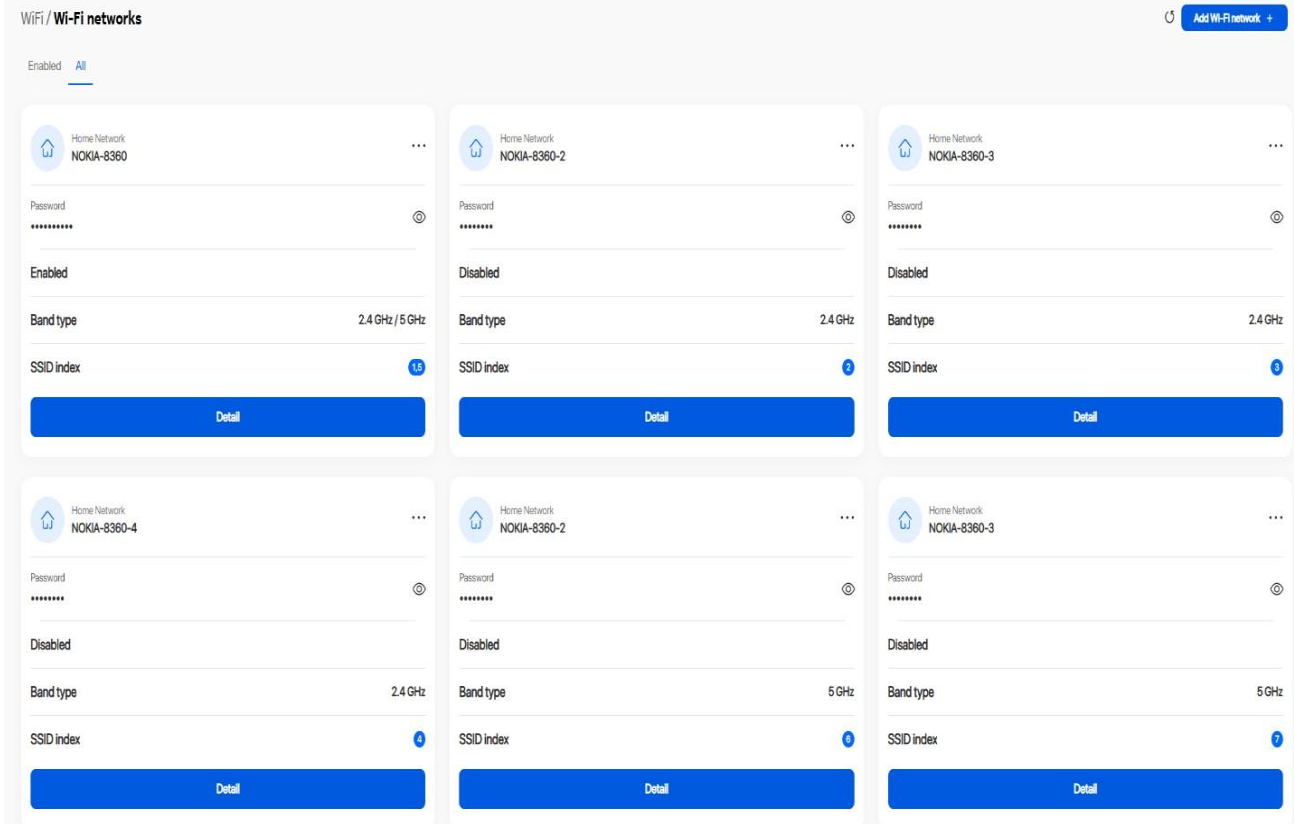 WiFi / Wi-Fi networks
Add Wi-Fi network +
Enabled All
Home Network
NOKIA-8360
Password
••••••••••
Enabled
Band type 2.4 GHz / 5 GHz
SSID index 1,5
Detail
Home Network
NOKIA-8360-2
Password
••••••••
Disabled
Band type 2.4 GHz
SSID index 2
Detail
Home Network
NOKIA-8360-3
Password
••••••••
Disabled
Band type 2.4 GHz
SSID index 3
Detail
Home Network
NOKIA-8360-4
Password
••••••••
Disabled
Band type 2.4 GHz
SSID index 4
Detail
Home Network
NOKIA-8360-2
Password
••••••••
Disabled
Band type 5 GHz
SSID index 6
Detail
Home Network
NOKIA-8360-3
Password
••••••••
Disabled
Band type 5 GHz
SSID index 7
Detail